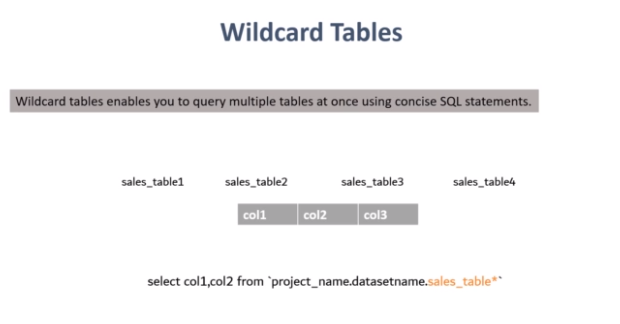 Wildcard Tables
Wildcard tables enables you to query multiple tables at once using concise SQL statements.
sales_table1 sales_table2 sales_table3 sales_table4
col1 col2 col3
select col1,col2 from `project_name.datasetname.sales_table*`